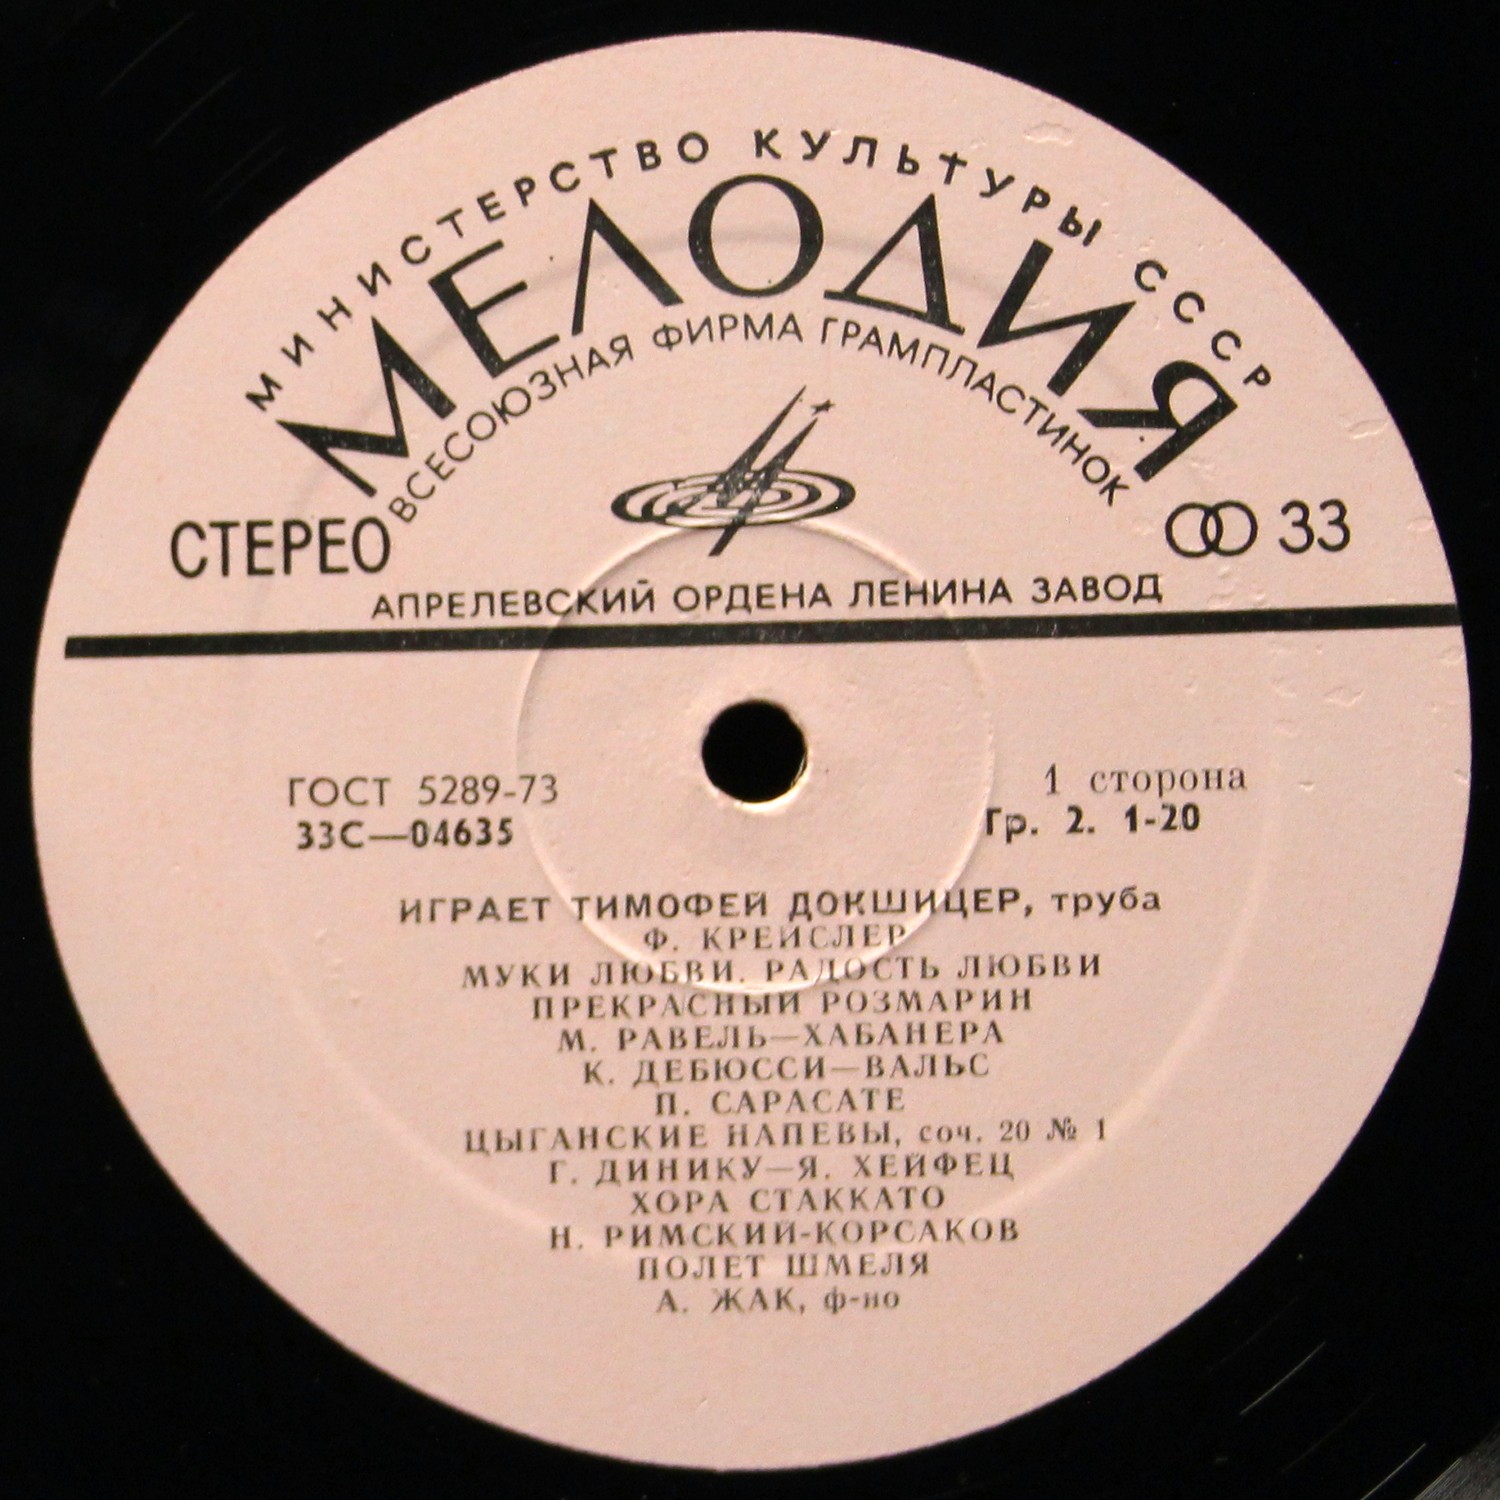 МИНИСТЕРСТВО КУЛЬТУРЫ СССР
МЕЛОДИЯ
ВСЕСОЮЗНАЯ ФИРМА ГРАМПЛАСТИНОК
СТЕРЕО
33
АПРЕЛЕВСКИЙ ОРДЕНА ЛЕНИНА ЗАВОД
ГОСТ 5289-73
33С—04635
1 сторона
Гр. 2. 1-20
ИГРАЕТ ТИМОФЕЙ ДОКШИЦЕР, труба
Ф. КРЕЙСЛЕР
МУКИ ЛЮБВИ. РАДОСТЬ ЛЮБВИ
ПРЕКРАСНЫЙ РОЗМАРИН
М. РАВЕЛЬ—ХАБАНЕРА
К. ДЕБЮССИ—ВАЛЬС
П. САРАСАТЕ
ЦЫГАНСКИЕ НАПЕВЫ, соч. 20 № 1
Г. ДИНИКУ—Я. ХЕЙФЕЦ
ХОРА СТАККАТО
Н. РИМСКИЙ-КОРСАКОВ
ПОЛЕТ ШМЕЛЯ
А. ЖАК, ф-но